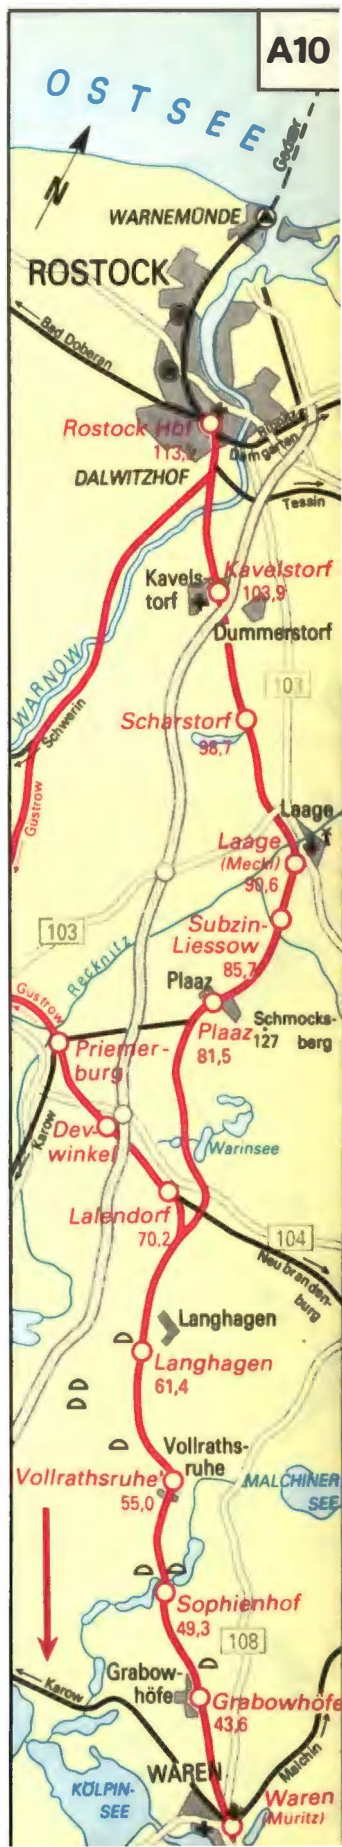 A10
OSTSEE
Gedser
N
WARNEMÜNDE
ROSTOCK
Bad Doberan
Rostock Hbf
Damgarten
113,
DALWITZHOF
Tessin
Kavels-
torf
Kavelstorf
103,9
Dummerstorf
WARNOW
Schwerin
103
Scharstorf
98,7
Güstrow
Laage
Laage
(Meckl)
90,6
103
Subzin-
Liessow
85,7
Recknitz
Plaaz
Güstrow
Plaaz
81,5
Schmocks-
127 berg
Priemer-
burg
Karow
Dev-
winkel
Warinsee
Lalendorf
70,2
104
Neubranden-
burg
Langhagen
Langhagen
61,4
Vollraths-
ruhe
Vollrathsruhe
55,0
MALCHINER
SEE
Sophienhof
49,3
108
Grabow-
höfe
Karow
Grabowhöfe
43,6
WAREN
Malchin
KÖLPIN-
SEE
Waren
(Müritz)